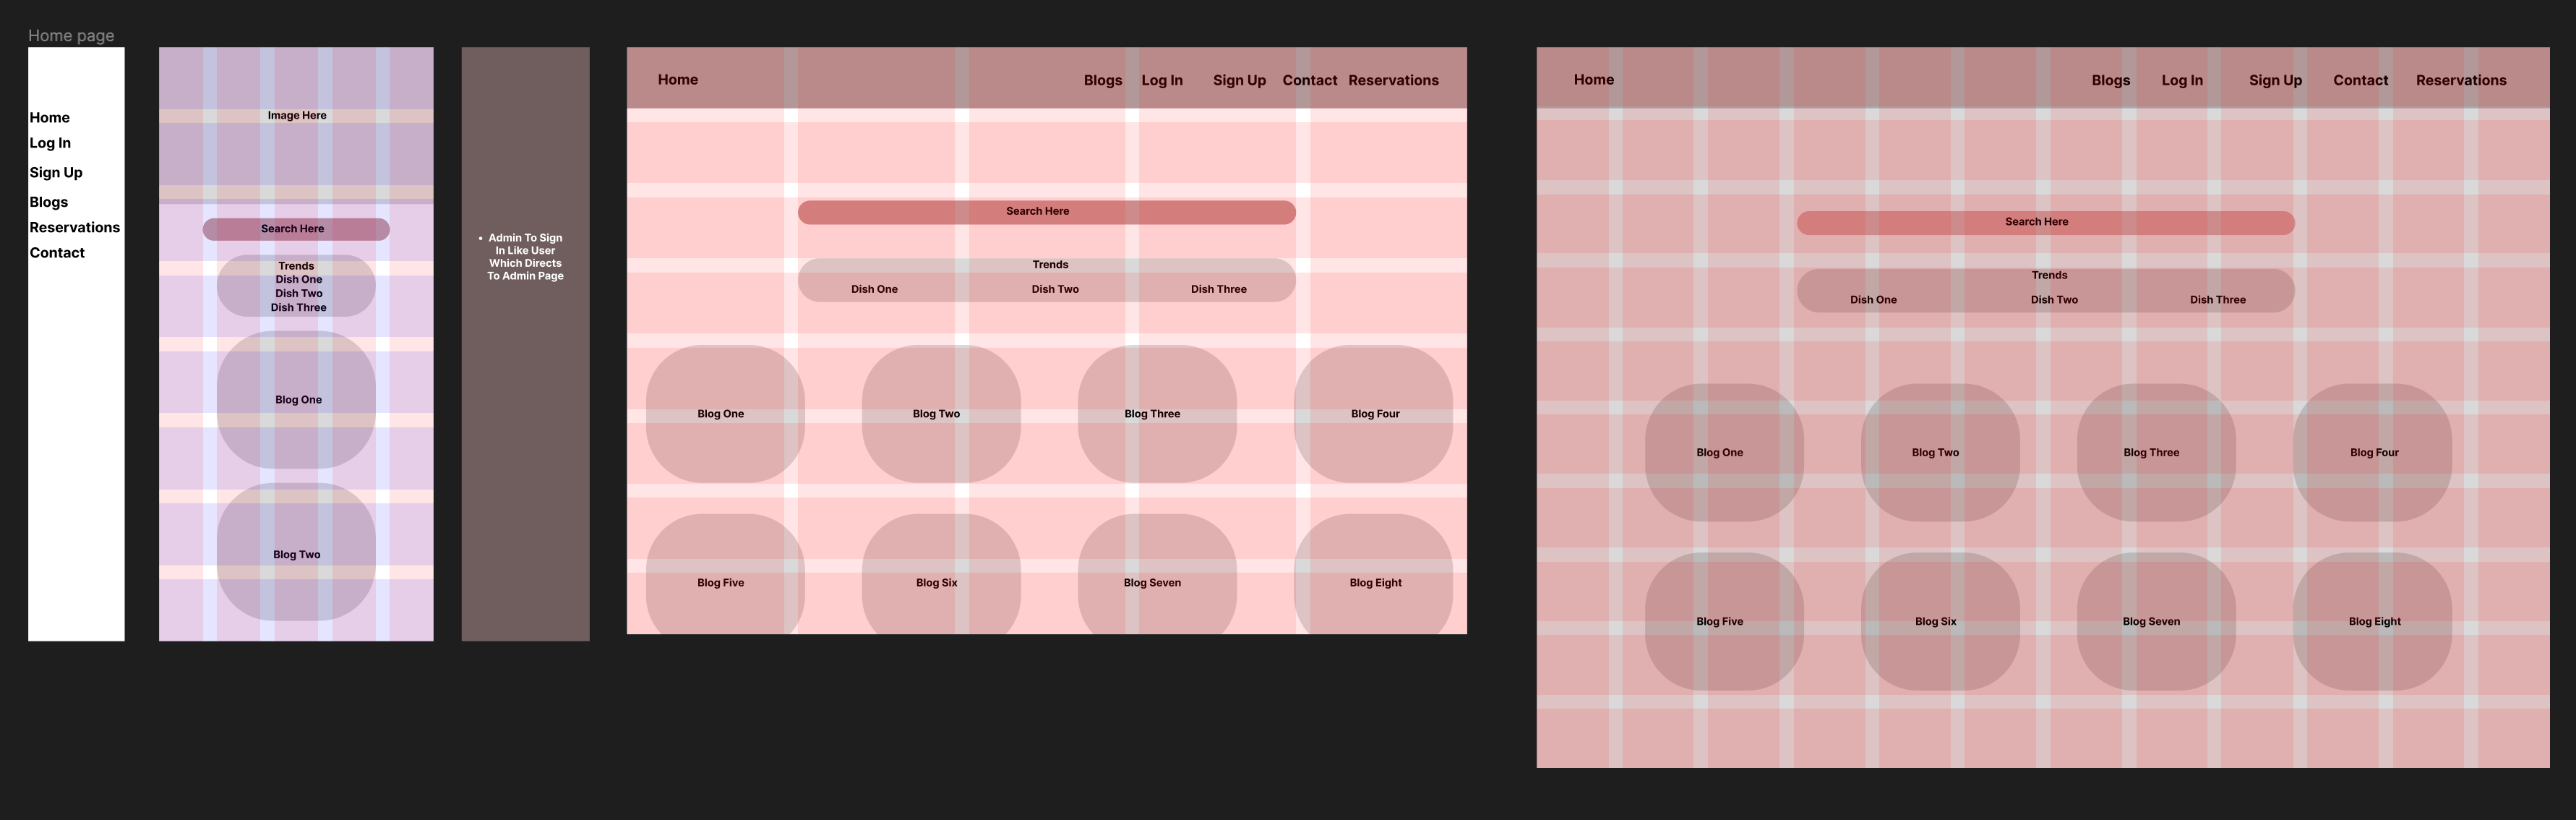 Home page
Home
Log In
Sign Up
Blogs
Reservations
Contact
Image Here
Search Here
Trends
Dish One
Dish Two
Dish Three
Blog One
Blog Two
• Admin To Sign
In Like User
Which Directs
To Admin Page
Home Blogs Log In Sign Up Contact Reservations
Search Here
Trends
Dish One Dish Two Dish Three
Blog One Blog Two Blog Three Blog Four
Blog Five Blog Six Blog Seven Blog Eight
Home Blogs Log In Sign Up Contact Reservations
Search Here
Trends
Dish One Dish Two Dish Three
Blog One Blog Two Blog Three Blog Four
Blog Five Blog Six Blog Seven Blog Eight